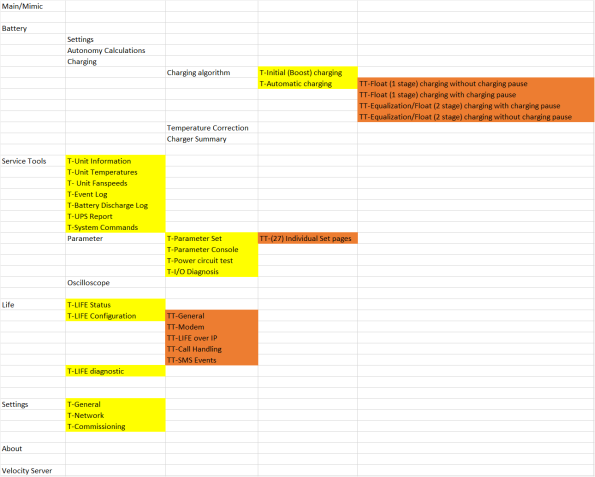 Main/Mimic
Battery
Settings
Autonomy Calculations
Charging
Charging algorithm T-Initial (Boost) charging
T-Automatic charging TT-Float (1 stage) charging without charging pause
TT-Float (1 stage) charging with charging pause
TT-Equalization/Float (2 stage) charging with charging pause
TT-Equalization/Float (2 stage) charging without charging pause
Temperature Correction
Charger Summary
Service Tools T-Unit Information
T-Unit Temperatures
T- Unit Fanspeeds
T-Event Log
T-Battery Discharge Log
T-UPS Report
T-System Commands
Parameter T-Parameter Set TT-(27) Individual Set pages
T-Parameter Console
T-Power circuit test
T-I/O Diagnosis
Oscilloscope
Life T-LIFE Status
T-LIFE Configuration TT-General
TT-Modem
TT-LIFE over IP
TT-Call Handling
TT-SMS Events
T-LIFE diagnostic
Settings T-General
T-Network
T-Commissioning
About
Velocity Server